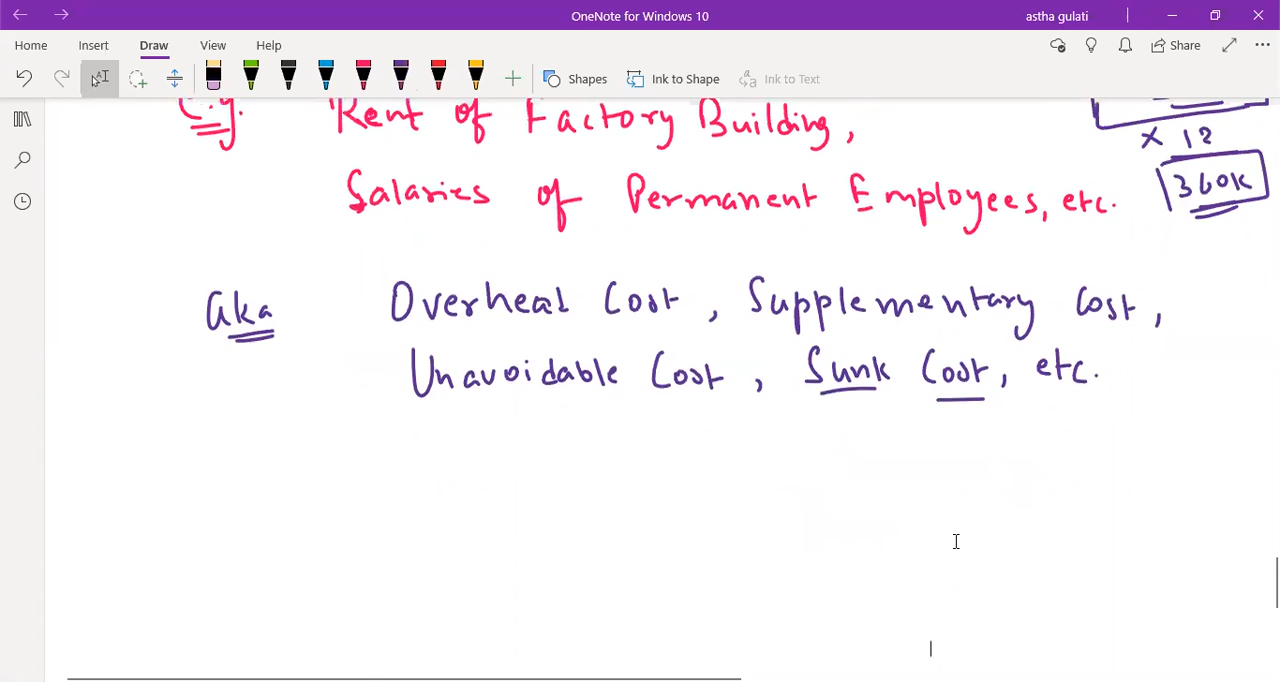 OneNote for Windows 10
astha gulati
Home Insert Draw View Help
Share
Shapes
Ink to Shape
Ink to Text
E.g. Rent of Factory Building,
Salaries of Permanent Employees, etc.
x 12
360K
aka Overhead Cost, Supplementary Cost,
Unavoidable Cost, Sunk Cost, etc.